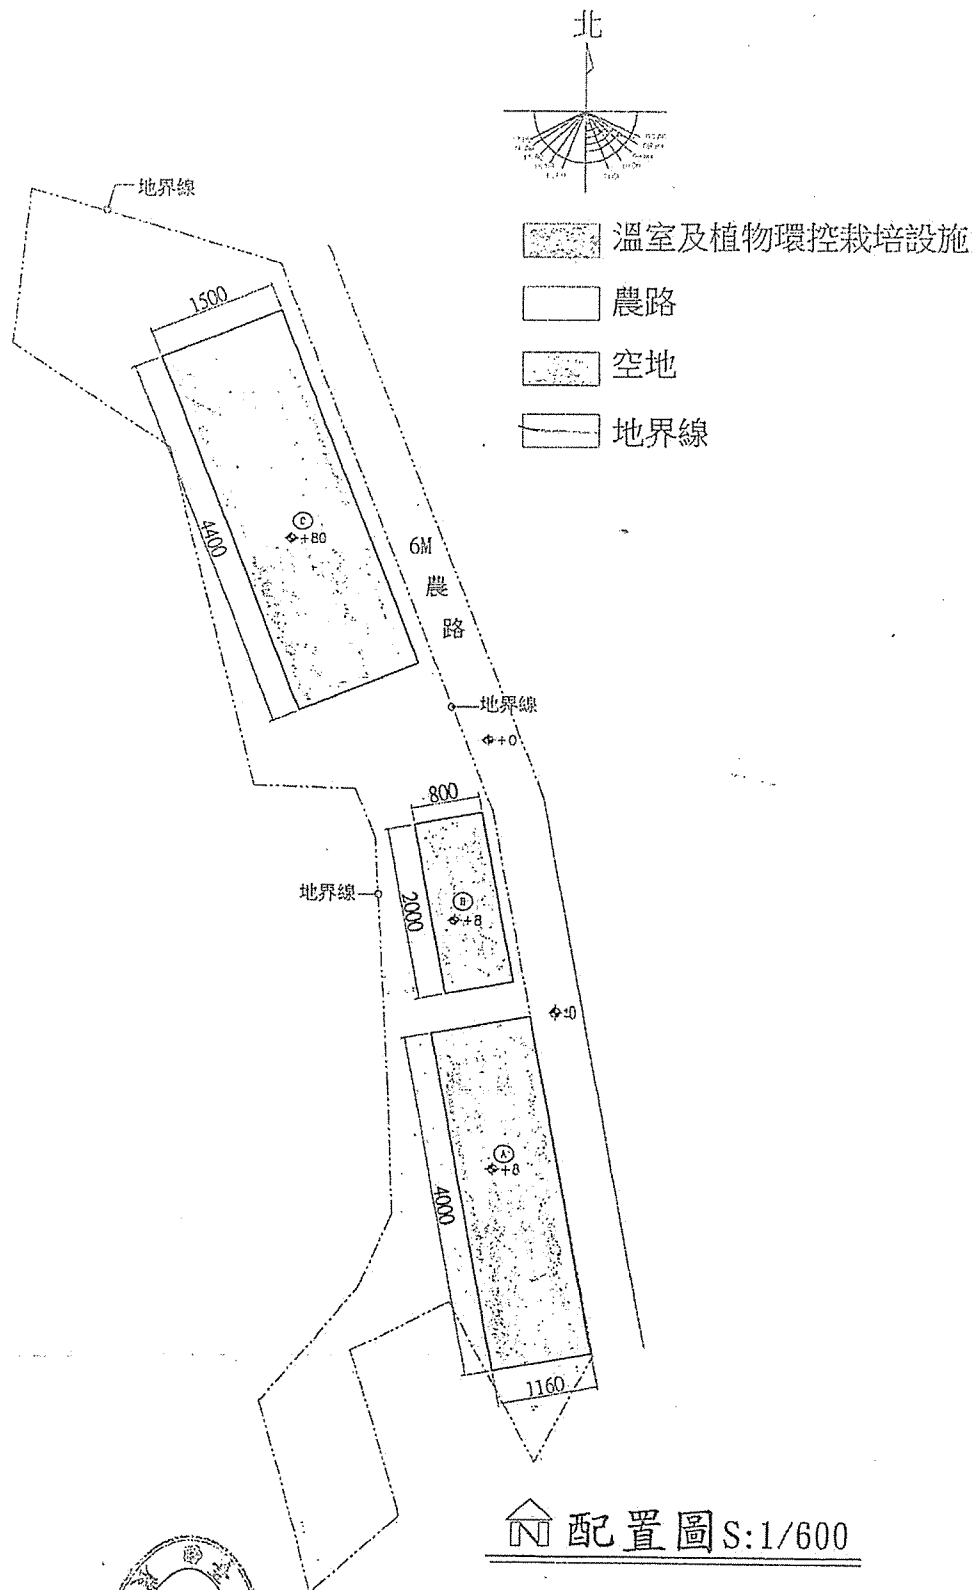 北
地界線
溫室及植物環控栽培設施
農路
空地
地界線
1500
4400
C
+80
6M
農
路
地界線
+0
800
地界線
2000
B
+8
±0
A
+8
4000
1160
N 配置圖 S:1/600